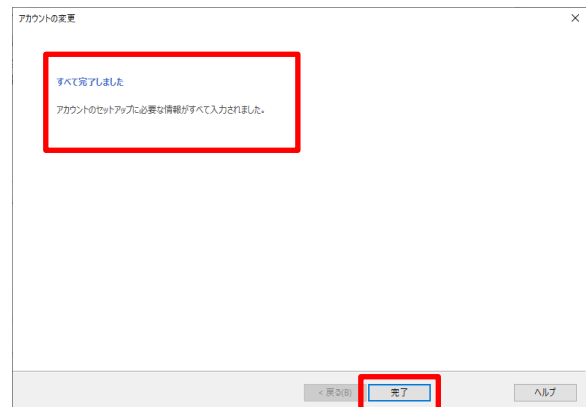 アカウントの変更
すべて完了しました
アカウントのセットアップに必要な情報がすべて入力されました。
< 戻る(B)
完了
ヘルプ